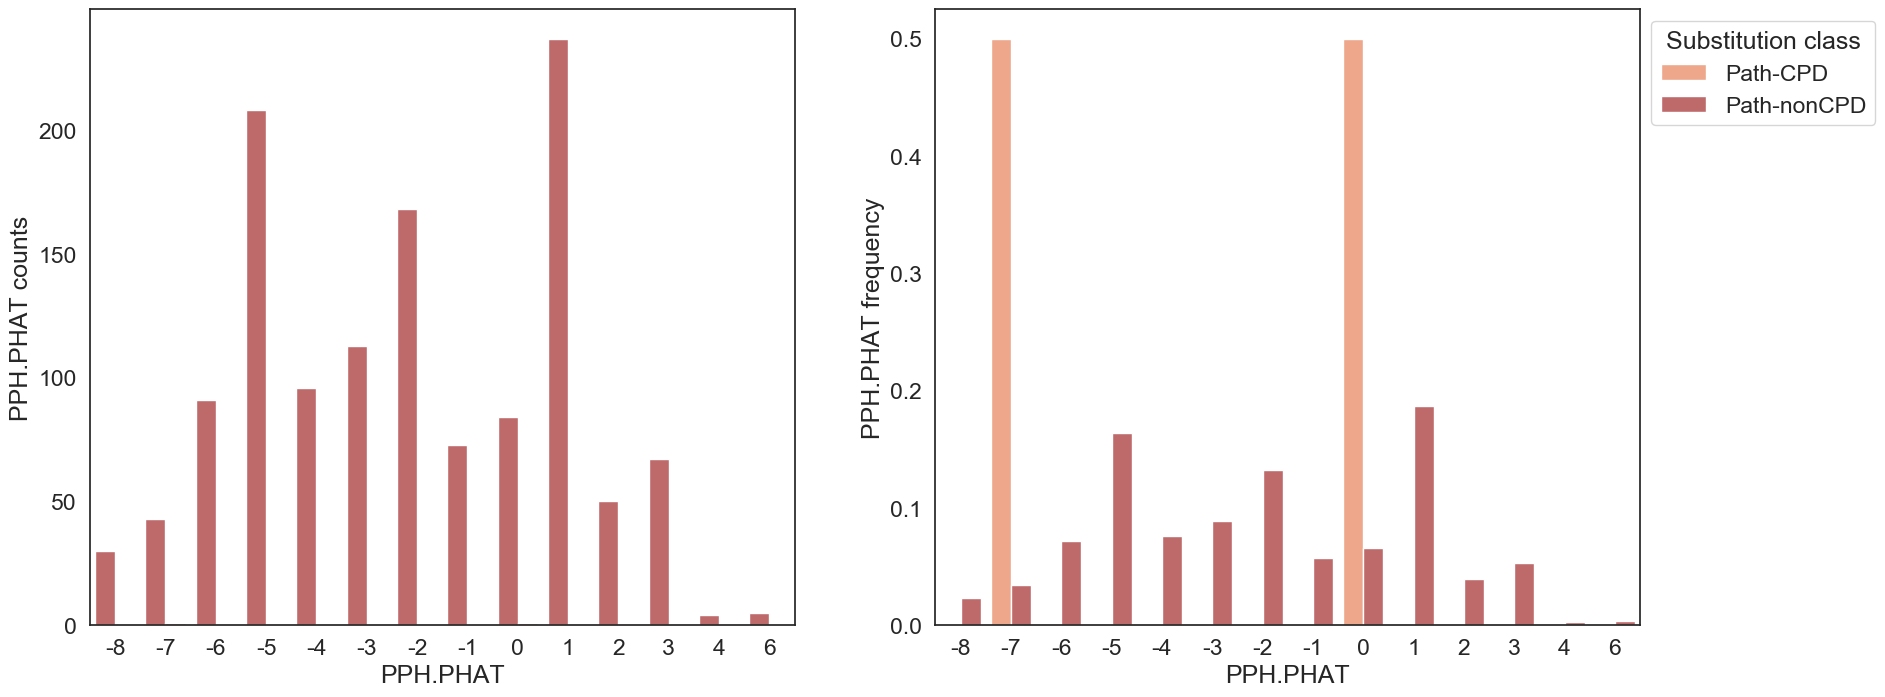 PPH.PHAT counts
200
150
100
50
0
-8 -7 -6 -5 -4 -3 -2 -1 0 1 2 3 4 6
PPH.PHAT
PPH.PHAT frequency
0.5
0.4
0.3
0.2
0.1
0.0
-8 -7 -6 -5 -4 -3 -2 -1 0 1 2 3 4 6
PPH.PHAT
Substitution class
Path-CPD
Path-nonCPD